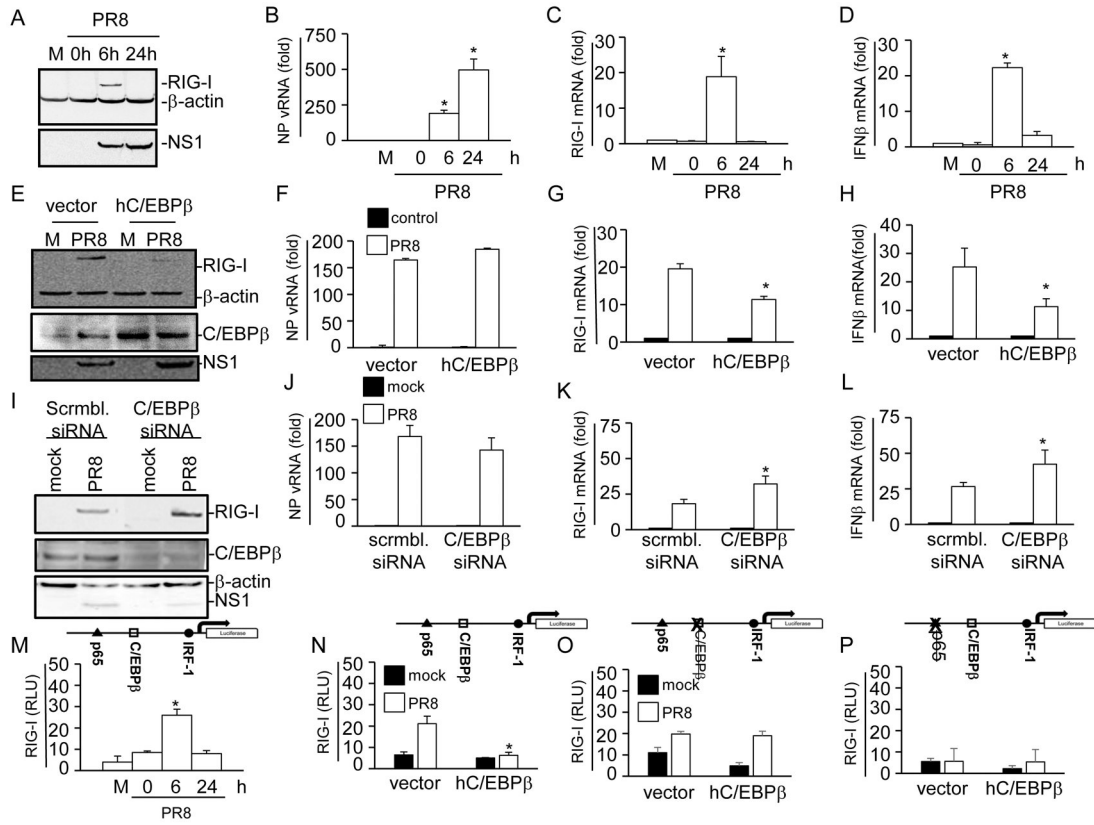 A
PR8
M 0h 6h 24h
-RIG-I
-β-actin
-NS1
B
NP vRNA (fold)
750
500
250
0
*
*
M 0 6 24 h
PR8
C
RIG-I mRNA (fold)
30
20
10
0
*
M 0 6 24 h
PR8
D
IFNβ mRNA (fold)
30
20
10
0
*
M 0 6 24 h
PR8
E
vector hC/EBPβ
M PR8 M PR8
-RIG-I
β-actin
C/EBPβ
-NS1
F
control
PR8
NP vRNA (fold)
200
150
100
50
0
vector hC/EBPβ
G
RIG-I mRNA (fold)
30
20
10
0
*
vector hC/EBPβ
H
IFNβ mRNA(fold)
40
30
20
10
0
*
vector hC/EBPβ
I
Scrmbl. C/EBPβ
siRNA siRNA
mock PR8 mock PR8
-RIG-I
-C/EBPβ
β-actin
-NS1
J
mock
PR8
NP vRNA (fold)
200
150
100
50
0
scrmbl. C/EBPβ
siRNA siRNA
K
RIG-I mRNA (fold)
75
50
25
0
*
scrmbl. C/EBPβ
siRNA siRNA
L
IFNβ mRNA (fold)
75
50
25
0
*
scrmbl. C/EBPβ
siRNA siRNA
M
p65 C/EBPβ IRF-1 Luciferase
RIG-I (RLU)
50
40
30
20
10
0
*
M 0 6 24 h
PR8
N
p65 C/EBPβ IRF-1 Luciferase
mock
PR8
RIG-I (RLU)
50
40
30
20
10
0
*
vector hC/EBPβ
O
p65 C/EBPβ IRF-1 Luciferase
mock
PR8
RIG-I (RLU)
50
40
30
20
10
0
vector hC/EBPβ
P
p65 C/EBPβ IRF-1 Luciferase
RIG-I (RLU)
50
40
30
20
10
0
vector hC/EBPβ